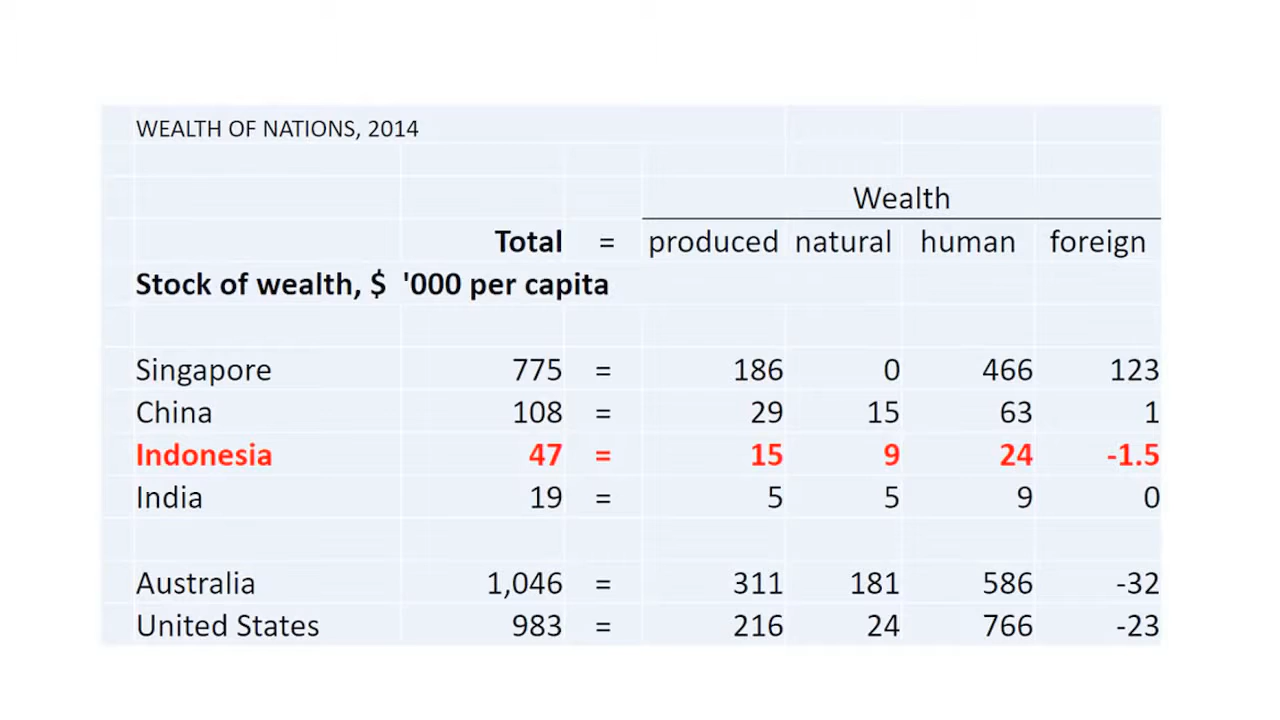 WEALTH OF NATIONS, 2014
Wealth
Total = produced natural human foreign
Stock of wealth, $ '000 per capita
Singapore 775 = 186 0 466 123
China 108 = 29 15 63 1
Indonesia 47 = 15 9 24 -1.5
India 19 = 5 5 9 0
Australia 1,046 = 311 181 586 -32
United States 983 = 216 24 766 -23